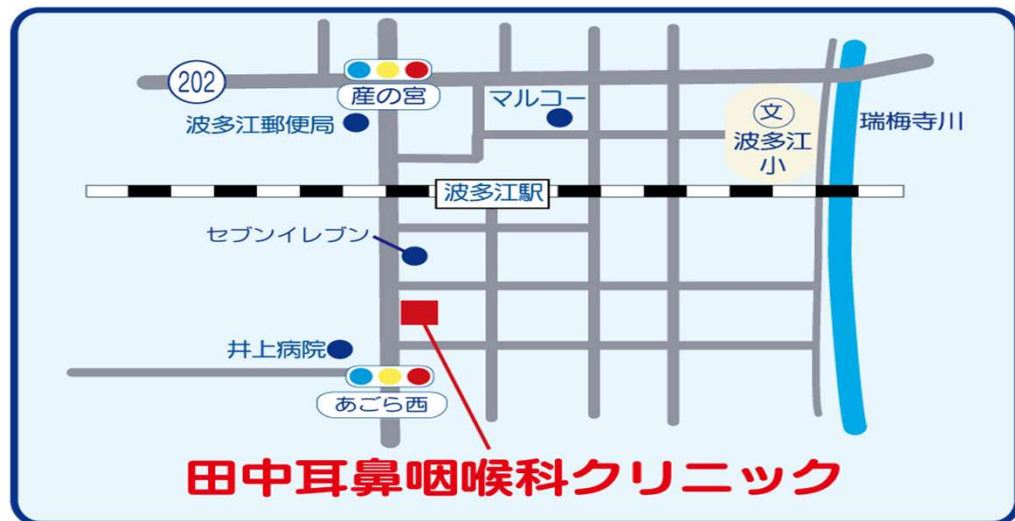 202
産の宮
マルコー
波多江郵便局
文
波多江
小
瑞梅寺川
波多江駅
セブンイレブン
井上病院
あごら西
田中耳鼻咽喉科クリニック